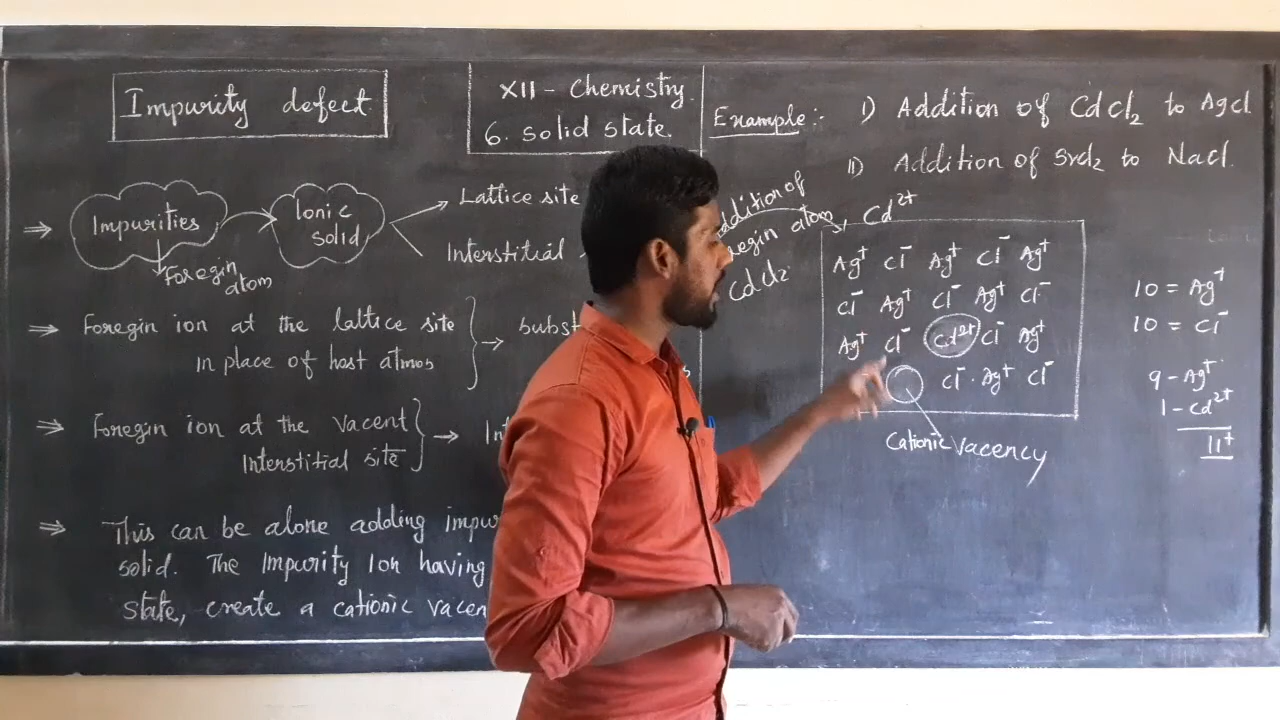 Impurity defect.
XII - Chemistry.
6. Solid state.
Example:-
I) Addition of CdCl₂ to AgCl
II) Addition of SrCl₂ to NaCl.
⇒ Impurities → Ionic solid
Foregin atom
Lattice site
Interstitial
Addition of
foregin atom, Cd²⁺
CdCl₂
Ag⁺ Cl⁻ Ag⁺ Cl⁻ Ag⁺
Cl⁻ Ag⁺ Cl⁻ Ag⁺ Cl⁻
Ag⁺ Cl⁻ Cd²⁺ Cl⁻ Ag⁺
Cl⁻ Ag⁺ Cl⁻
Cationic vacency
10 = Ag⁺
10 = Cl⁻
9 - Ag⁺
1 - Cd²⁺
11⁺
⇒ Foregin ion at the lattice site
in place of host atmos
⇒ Foregin ion at the vacent
Interstitial site
⇒ This can be alone adding
solid. The Impurity Ion having
state, create a cationic